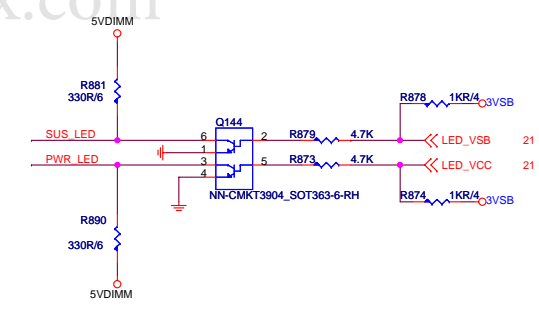 x.com
5VDIMM
R881
330R/6
R878 1KR/4 3VSB
Q144
SUS_LED 6 2 R879 4.7K LED_VSB 21
1
PWR_LED 3 5 R873 4.7K LED_VCC 21
4
NN-CMKT3904_SOT363-6-RH R874 1KR/4 3VSB
R890
330R/6
5VDIMM